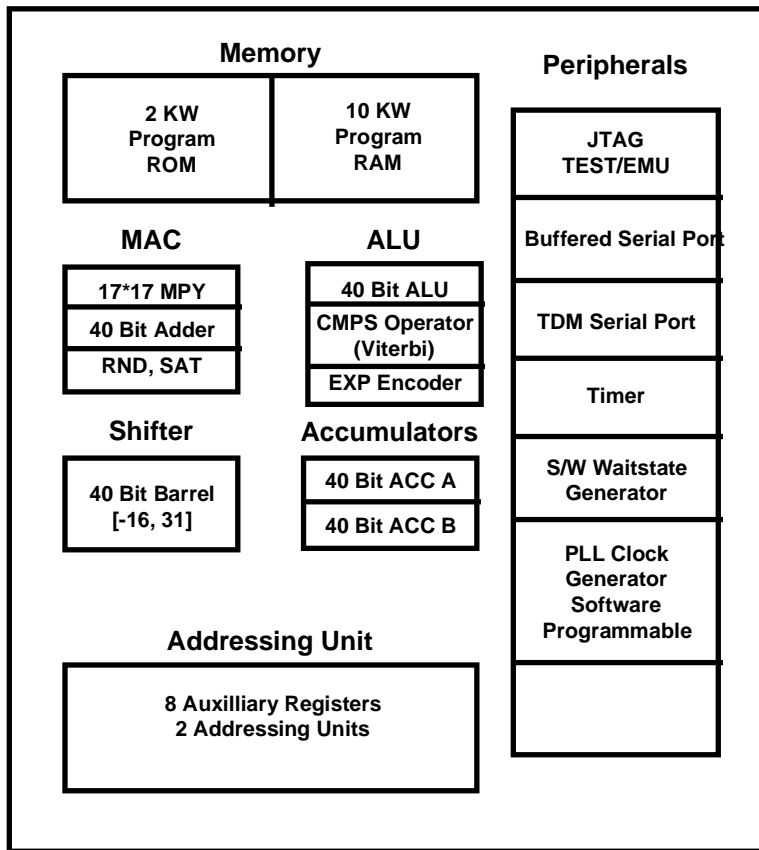 Memory
2 KW
Program
ROM
10 KW
Program
RAM
MAC
17*17 MPY
40 Bit Adder
RND, SAT
ALU
40 Bit ALU
CMPS Operator
(Viterbi)
EXP Encoder
Shifter
40 Bit Barrel
[-16, 31]
Accumulators
40 Bit ACC A
40 Bit ACC B
Addressing Unit
8 Auxilliary Registers
2 Addressing Units
Peripherals
JTAG
TEST/EMU
Buffered Serial Port
TDM Serial Port
Timer
S/W Waitstate
Generator
PLL Clock
Generator
Software
Programmable